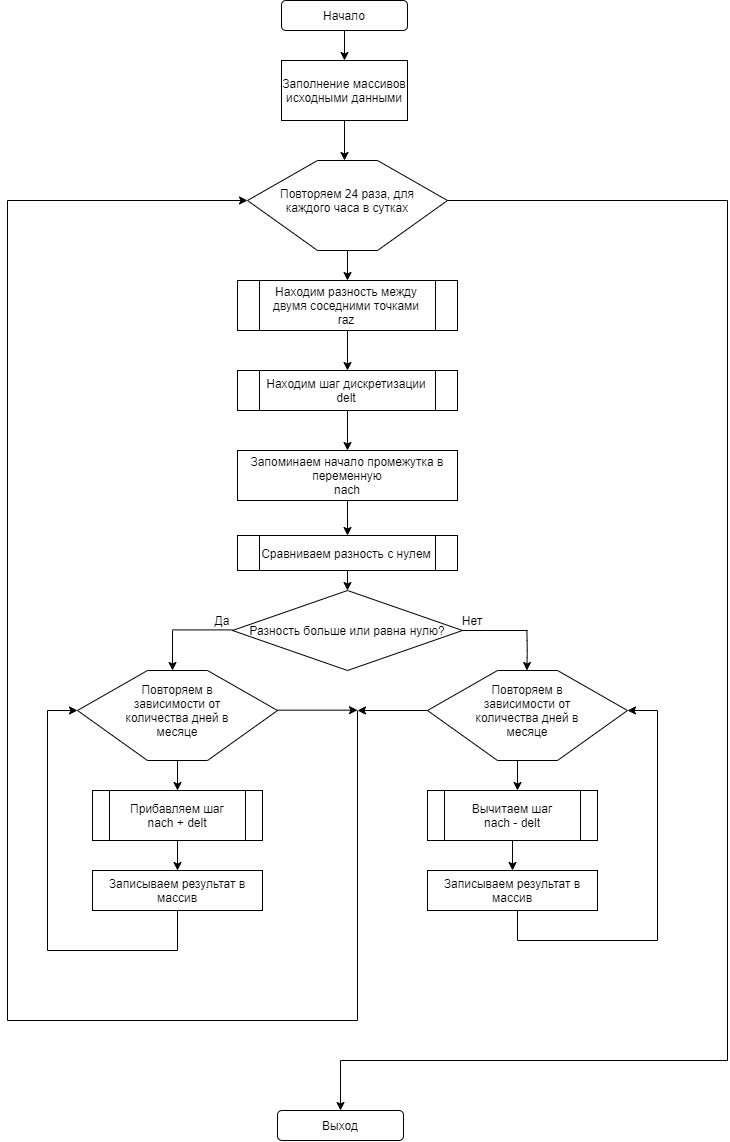 Начало
Заполнение массивов
исходными данными
Повторяем 24 раза, для
каждого часа в сутках
Находим разность между
двумя соседними точками
raz
Находим шаг дискретизации
delt
Запоминаем начало промежутка в
переменную
nach
Сравниваем разность с нулем
Да
Разность больше или равна нулю?
Нет
Повторяем в
зависимости от
количества дней в
месяце
Повторяем в
зависимости от
количества дней в
месяце
Прибавляем шаг
nach + delt
Вычитаем шаг
nach - delt
Записываем результат в
массив
Записываем результат в
массив
Выход